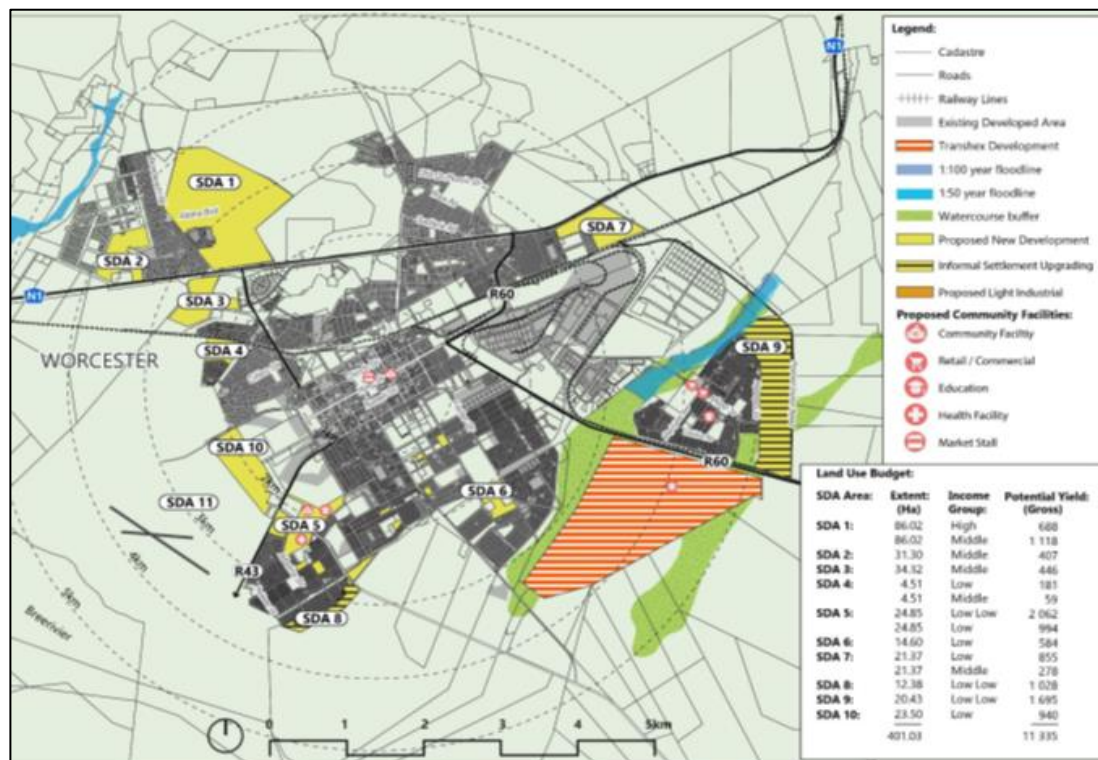 N1
SDA 1
SDA 2
SDA 3
N1
SDA 7
R60
WORCESTER
SDA 4
SDA 9
SDA 10
R60
SDA 11
SDA 6
SDA 5
3km
4km
R43
5km
SDA 8
0 1 2 3 4 5km
Legend:
Cadastre
Roads
Railway Lines
Existing Developed Area
Transhex Development
1:100 year floodline
1:50 year floodline
Watercourse buffer
Proposed New Development
Informal Settlement Upgrading
Proposed Light Industrial
Proposed Community Facilities:
Community Facility
Retail / Commercial
Education
Health Facility
Market Stall
Land Use Budget:
SDA Area: Extent: (Ha) Income Group: Potential Yield: (Gross)
SDA 1: 86.02 High 688
86.02 Middle 1 118
SDA 2: 31.30 Middle 407
SDA 3: 34.32 Middle 446
SDA 4: 4.51 Low 181
4.51 Middle 59
SDA 5: 24.85 Low Low 2 062
24.85 Low 994
SDA 6: 14.60 Low 584
SDA 7: 21.37 Low 855
21.37 Middle 278
SDA 8: 12.38 Low Low 1 028
SDA 9: 20.43 Low Low 1 695
SDA 10: 23.50 Low 940
401.03 11 335